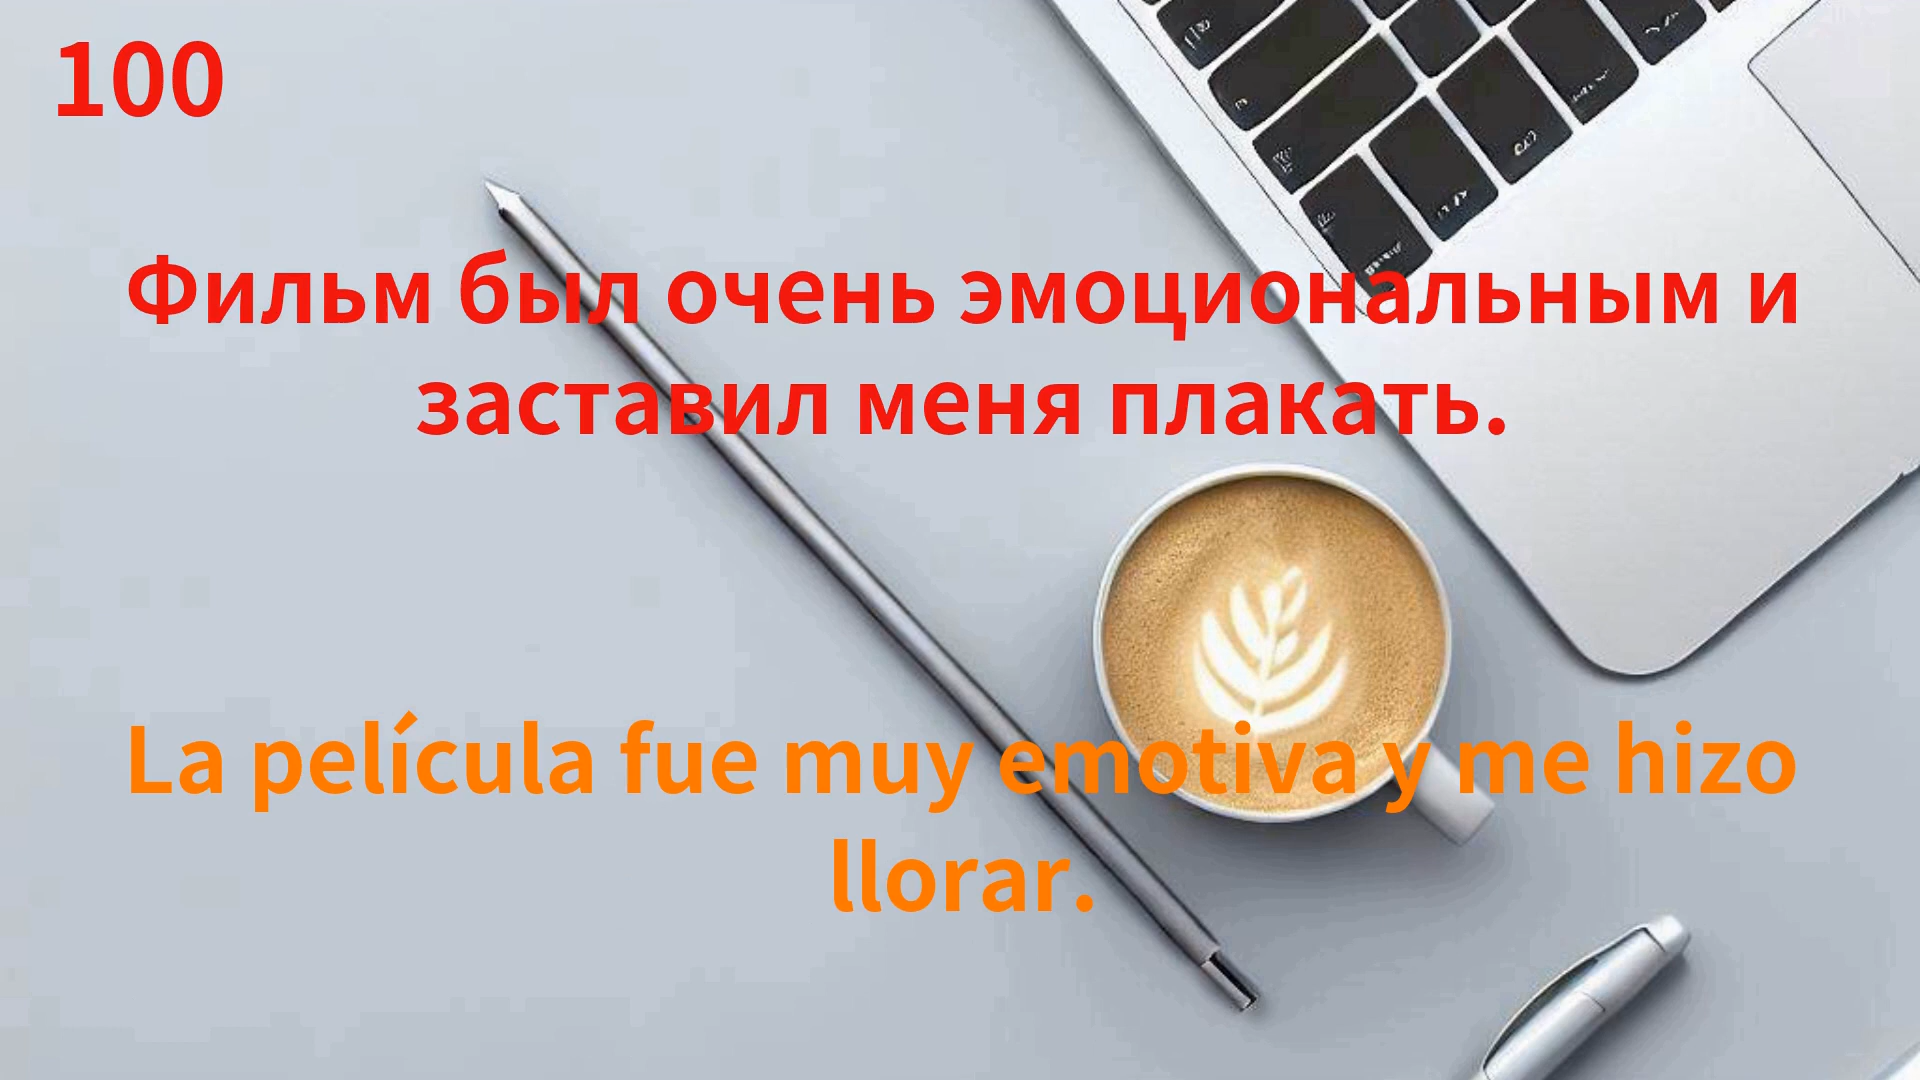 100
Фильм был очень эмоциональным и
заставил меня плакать.
La película fue muy emotiva y me hizo
llorar.